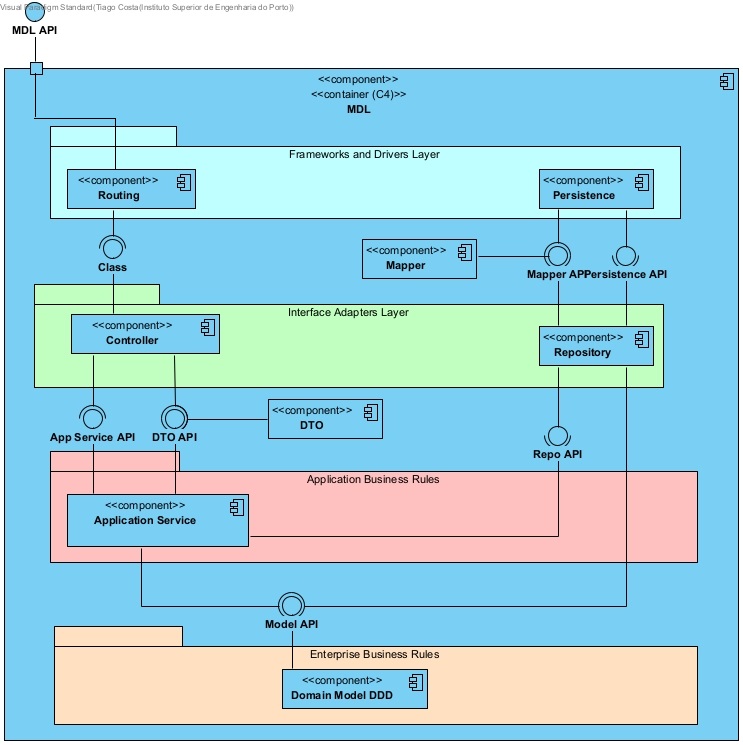 Visual Paradigm Standard(Tiago Costa(Instituto Superior de Engenharia do Porto))
MDL API
<<component>>
<<container (C4)>>
MDL
Frameworks and Drivers Layer
<<component>>
Routing
<<component>>
Persistence
Class
<<component>>
Mapper
Mapper API
Persistence API
Interface Adapters Layer
<<component>>
Controller
<<component>>
Repository
App Service API
DTO API
<<component>>
DTO
Repo API
Application Business Rules
<<component>>
Application Service
Model API
Enterprise Business Rules
<<component>>
Domain Model DDD